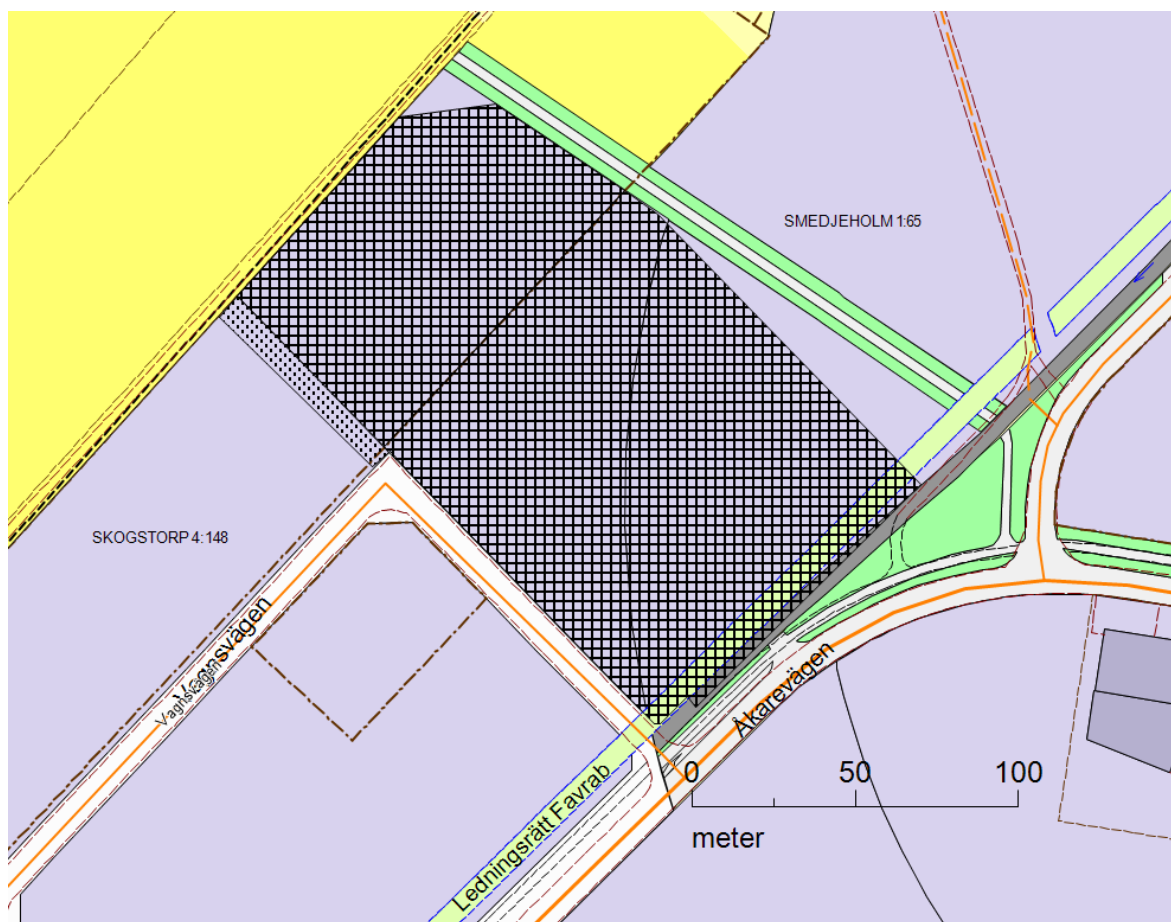 SMEDJEHOLM 1:65
SKOGSTORP 4:148
Vagnsvägen
Vagnsvägen
Åkarevägen
Ledningsrätt Favrab
0 50 100
meter